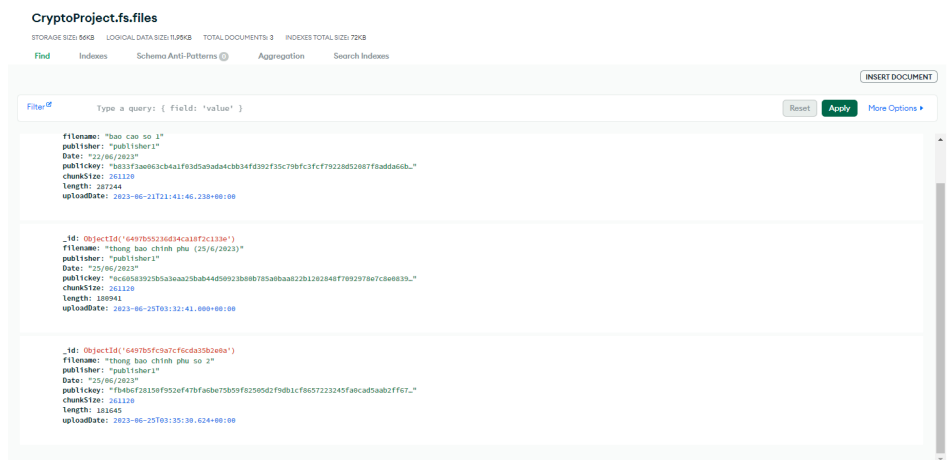 CryptoProject.fs.files
STORAGE SIZE: 56KB LOGICAL DATA SIZE: 11.95KB TOTAL DOCUMENTS: 3 INDEXES TOTAL SIZE: 72KB
Find Indexes Schema Anti-Patterns 0 Aggregation Search Indexes
INSERT DOCUMENT
Filter Type a query: { field: 'value' } Reset Apply More Options
filename: "bao cao so 1"
publisher: "publisher1"
Date: "22/06/2023"
publickey: "b833f3ae063cb4a1f03d5a9ada4cbb34fd392f35c79bfc3fcf79228d52087f8adda66b…"
chunkSize: 261120
length: 287244
uploadDate: 2023-06-21T21:41:46.238+00:00
_id: ObjectId('6497b55236d34ca18f2c133e')
filename: "thong bao chinh phu (25/6/2023)"
publisher: "publisher1"
Date: "25/06/2023"
publickey: "0c60583925b5a3eaa25bab44d50923b80b785a0baa822b1202848f7092978e7c8e0839…"
chunkSize: 261120
length: 180941
uploadDate: 2023-06-25T03:32:41.000+00:00
_id: ObjectId('6497b5fc9a7cf6cda35b2e0a')
filename: "thong bao chinh phu so 2"
publisher: "publisher1"
Date: "25/06/2023"
publickey: "fb4b6f28150f952ef47bfa6be75b59f82505d2f9db1cf8657223245fa0cad5aab2ff67…"
chunkSize: 261120
length: 181645
uploadDate: 2023-06-25T03:35:30.624+00:00